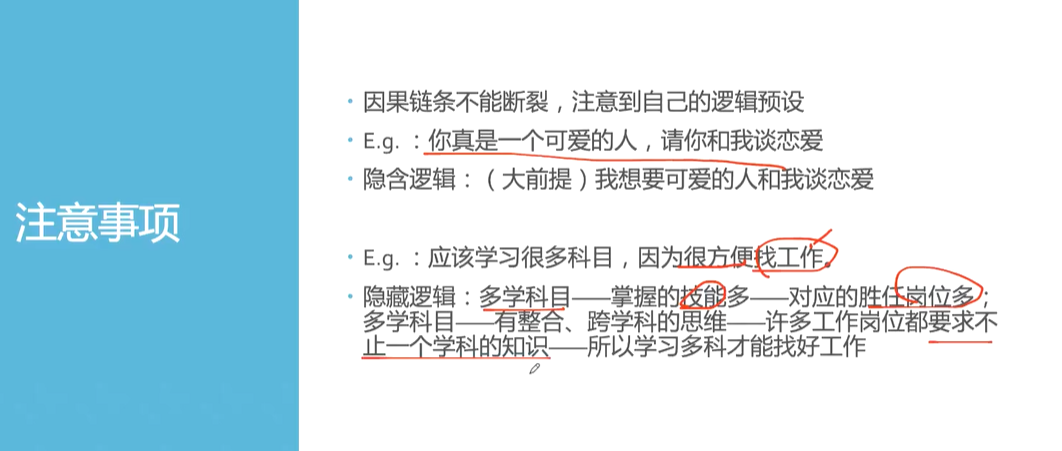 注意事项
• 因果链条不能断裂，注意到自己的逻辑预设
• E.g. ：你真是一个可爱的人，请你和我谈恋爱
• 隐含逻辑：（大前提）我想要可爱的人和我谈恋爱
• E.g. ：应该学习很多科目，因为很方便找工作。
• 隐藏逻辑：多学科目——掌握的技能多——对应的胜任岗位多；
多学科目——有整合、跨学科的思维——许多工作岗位都要求不
止一个学科的知识——所以学习多科才能找好工作